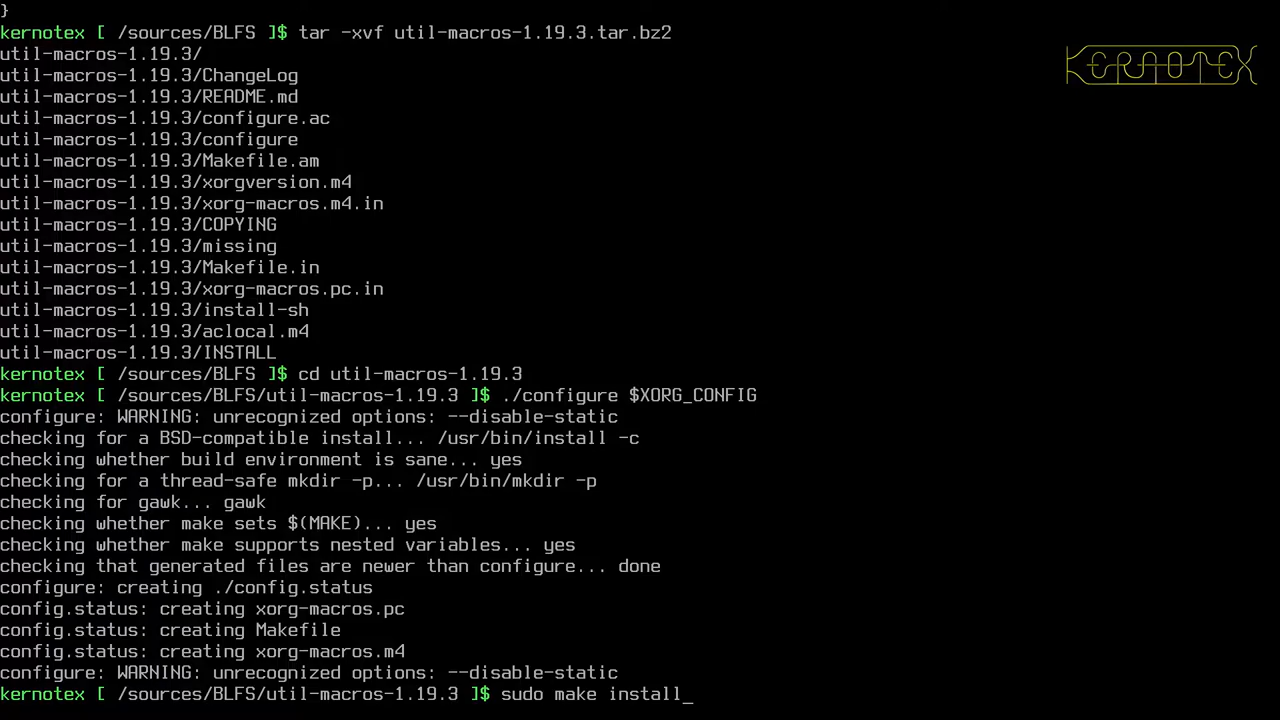 }
kernotex [ /sources/BLFS ]$ tar -xvf util-macros-1.19.3.tar.bz2
util-macros-1.19.3/
util-macros-1.19.3/ChangeLog
util-macros-1.19.3/README.md
util-macros-1.19.3/configure.ac
util-macros-1.19.3/configure
util-macros-1.19.3/Makefile.am
util-macros-1.19.3/xorgversion.m4
util-macros-1.19.3/xorg-macros.m4.in
util-macros-1.19.3/COPYING
util-macros-1.19.3/missing
util-macros-1.19.3/Makefile.in
util-macros-1.19.3/xorg-macros.pc.in
util-macros-1.19.3/install-sh
util-macros-1.19.3/aclocal.m4
util-macros-1.19.3/INSTALL
kernotex [ /sources/BLFS ]$ cd util-macros-1.19.3
kernotex [ /sources/BLFS/util-macros-1.19.3 ]$ ./configure $XORG_CONFIG
configure: WARNING: unrecognized options: --disable-static
checking for a BSD-compatible install... /usr/bin/install -c
checking whether build environment is sane... yes
checking for a thread-safe mkdir -p... /usr/bin/mkdir -p
checking for gawk... gawk
checking whether make sets $(MAKE)... yes
checking whether make supports nested variables... yes
checking that generated files are newer than configure... done
configure: creating ./config.status
config.status: creating xorg-macros.pc
config.status: creating Makefile
config.status: creating xorg-macros.m4
configure: WARNING: unrecognized options: --disable-static
kernotex [ /sources/BLFS/util-macros-1.19.3 ]$ sudo make install_
KERNOTEX